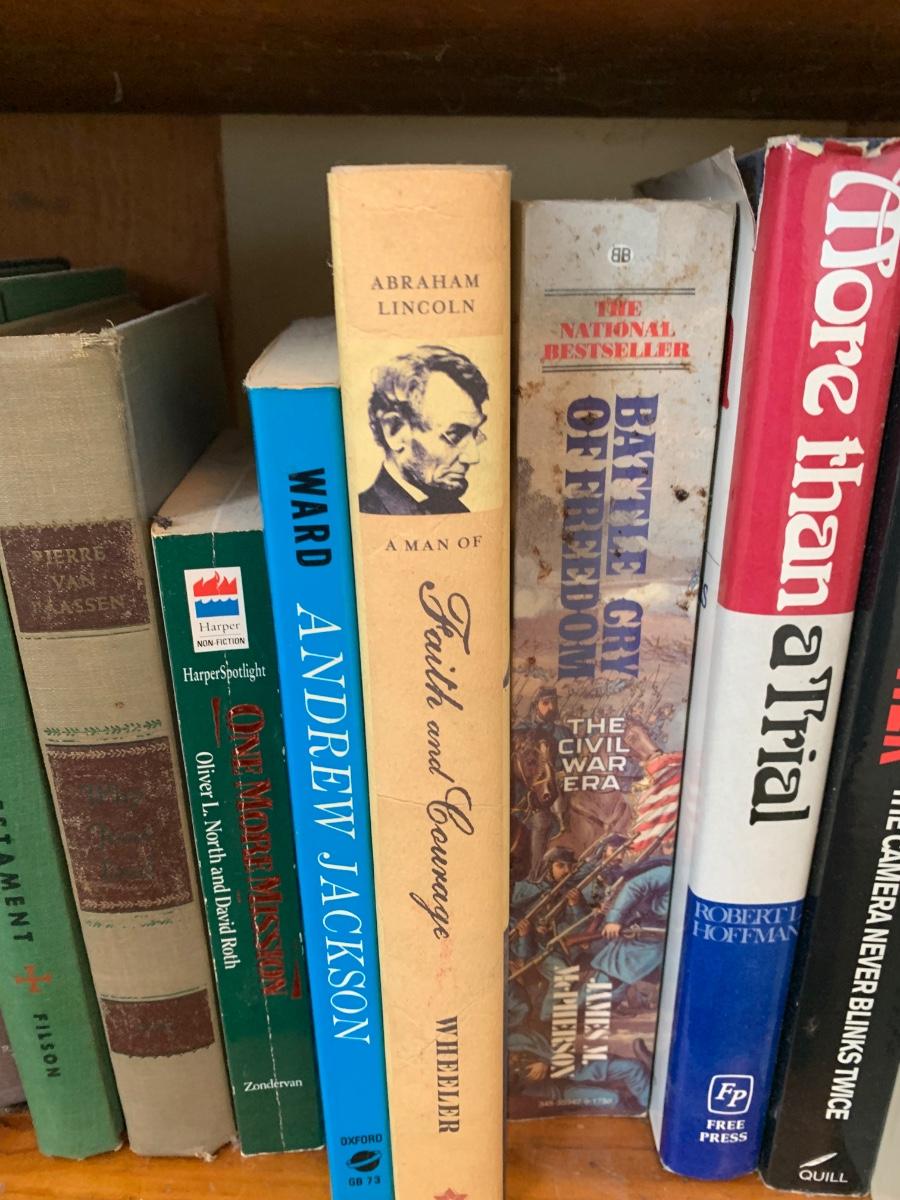 STAMENT
FILSON
PIERRE
VAN
PAASSEN
Harper
NON-FICTION
HarperSpotlight
ONE MORE MISSION
Oliver L. North and David Roth
Zondervan
WARD
ANDREW JACKSON
OXFORD
GB 73
ABRAHAM
LINCOLN
A MAN OF
Faith and Courage
WHEELER
BB
THE
NATIONAL
BESTSELLER
BATTLE CRY
OF FREEDOM
THE
CIVIL
WAR
ERA
JAMES M.
McPHERSON
More than a Trial
ROBERT L.
HOFFMAN
FP
FREE
PRESS
THE CAMERA NEVER BLINKS TWICE
QUILL